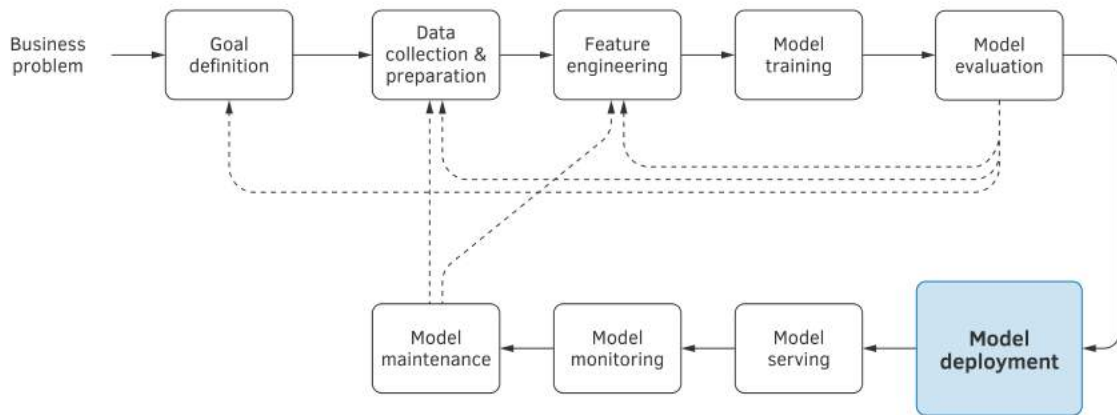 Business
problem
Goal
definition
Data
collection &
preparation
Feature
engineering
Model
training
Model
evaluation
Model
maintenance
Model
monitoring
Model
serving
Model
deployment